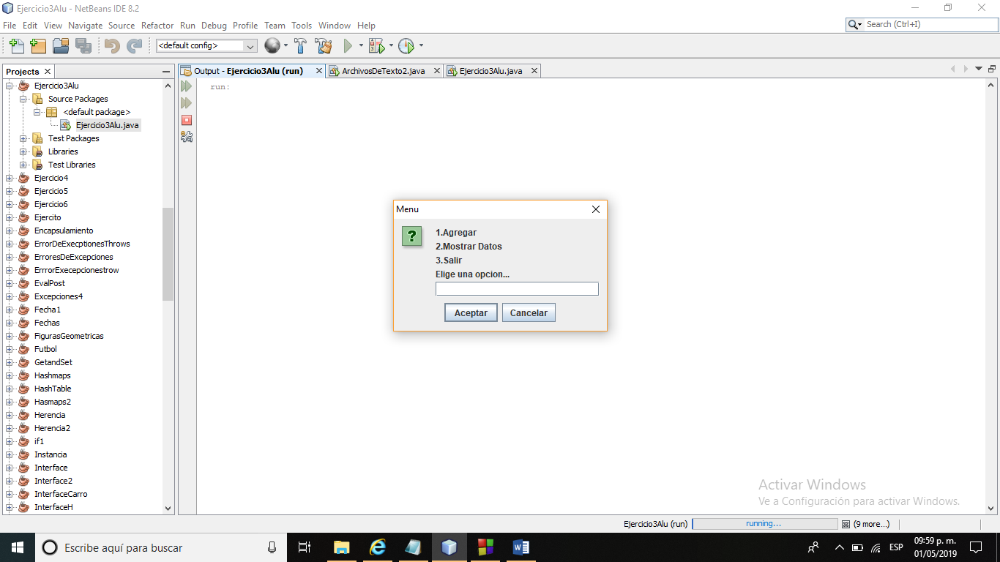 Ejercicio3Alu - NetBeans IDE 8.2
File Edit View Navigate Source Refactor Run Debug Profile Team Tools Window Help
Search (Ctrl+I)
<default config>
Projects
Output - Ejercicio3Alu (run)
ArchivosDeTexto2.java
Ejercicio3Alu.java
Ejercicio3Alu
Source Packages
<default package>
Ejercicio3Alu.java
Test Packages
Libraries
Test Libraries
Ejercicio4
Ejercicio5
Ejercicio6
Ejercito
Encapsulamiento
ErrorDeExecptionesThrows
ErroresDeExcepciones
ErrrorExecepcionestrow
EvalPost
Excepciones4
Fecha1
Fechas
FigurasGeometricas
Futbol
GetandSet
Hashmaps
HashTable
Hasmaps2
Herencia
Herencia2
if1
Instancia
Interface
Interface2
InterfaceCarro
InterfaceH
run:
Menu
?
1.Agregar
2.Mostrar Datos
3.Salir
Elige una opcion...
Aceptar
Cancelar
Activar Windows
Ve a Configuración para activar Windows.
Ejercicio3Alu (run)
running...
(9 more...)
Escribe aquí para buscar
ESP
09:59 p. m.
01/05/2019